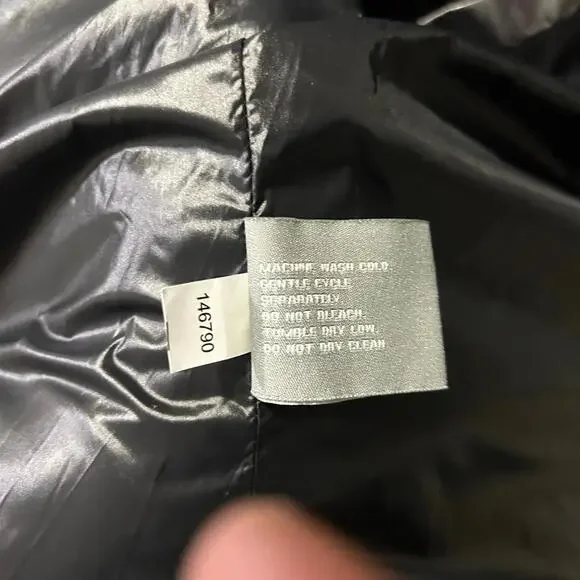 MACHINE WASH COLD.
GENTLE CYCLE
SEPARATELY.
DO NOT BLEACH.
TUMBLE DRY LOW.
DO NOT DRY CLEAN
146790